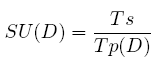 SU(D) = \frac{Ts}{Tp(D)}